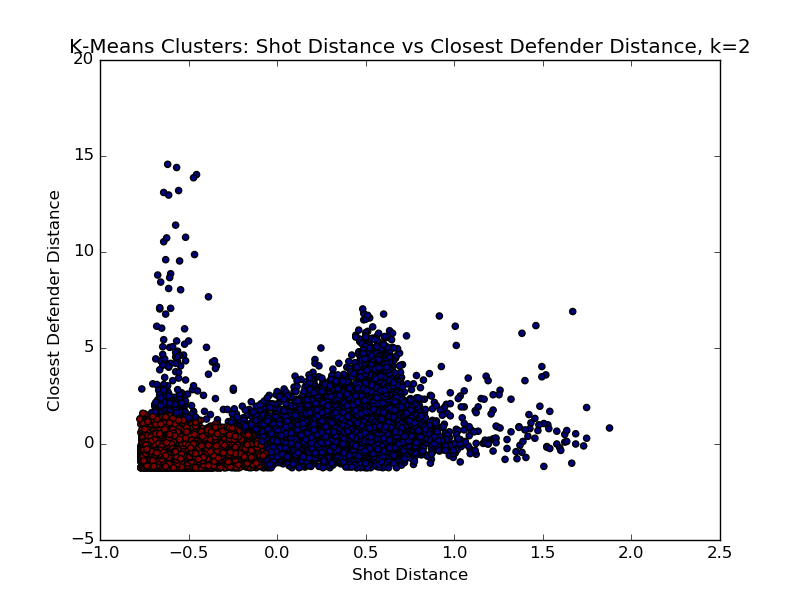 K-Means Clusters: Shot Distance vs Closest Defender Distance, k=2
20
15
10
5
0
−5
Closest Defender Distance
−1.0 −0.5 0.0 0.5 1.0 1.5 2.0 2.5
Shot Distance